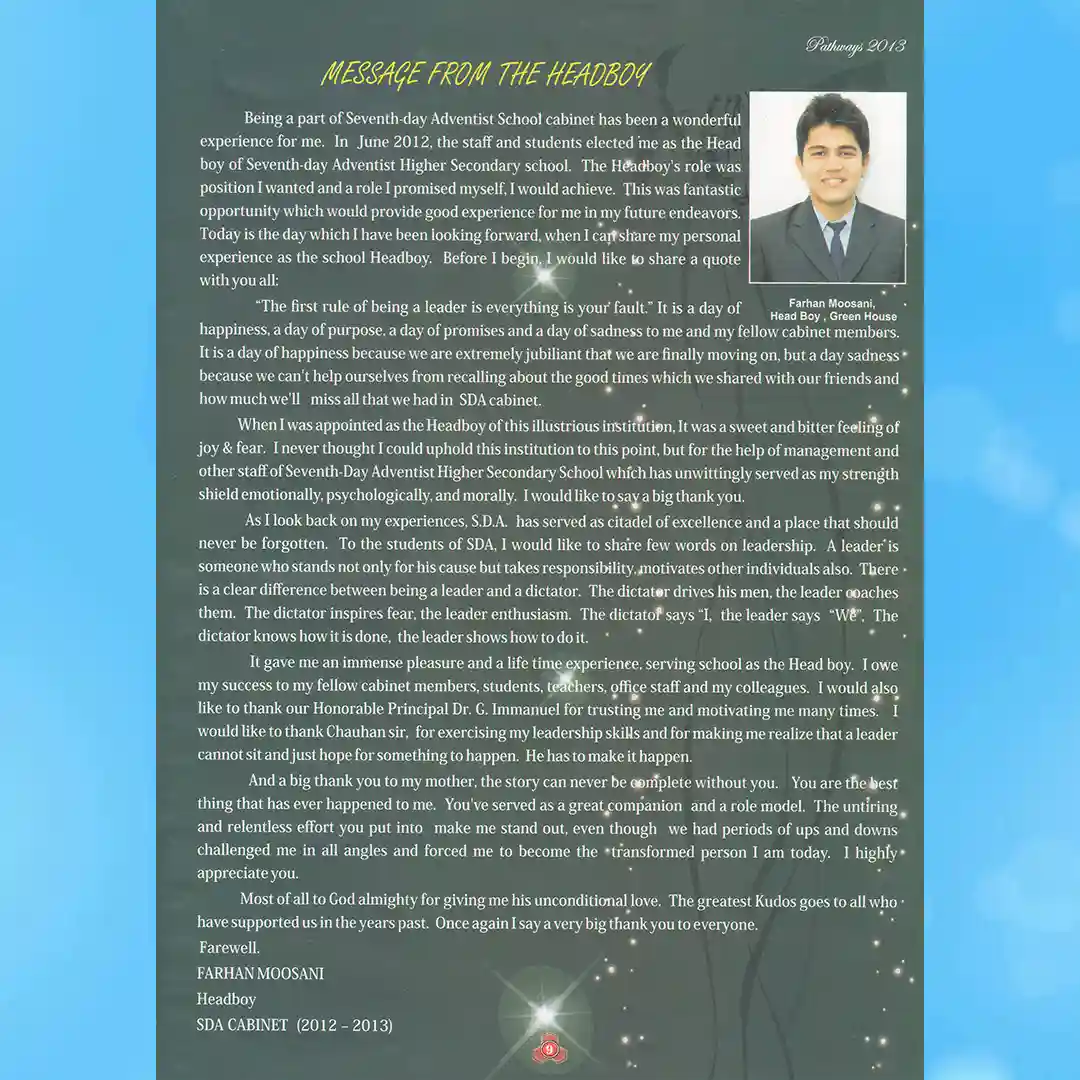 Pathways 2013
MESSAGE FROM THE HEADBOY
Being a part of Seventh-day Adventist School cabinet has been a wonderful
experience for me. In June 2012, the staff and students elected me as the Head
boy of Seventh-day Adventist Higher Secondary school. The Headboy's role was
position I wanted and a role I promised myself, I would achieve. This was fantastic
opportunity which would provide good experience for me in my future endeavors.
Today is the day which I have been looking forward, when I can share my personal
experience as the school Headboy. Before I begin, I would like to share a quote
with you all:
Farhan Moosani,
Head Boy , Green House
“The first rule of being a leader is everything is your fault.” It is a day of
happiness, a day of purpose, a day of promises and a day of sadness to me and my fellow cabinet members.
It is a day of happiness because we are extremely jubiliant that we are finally moving on, but a day sadness
because we can't help ourselves from recalling about the good times which we shared with our friends and
how much we'll miss all that we had in SDA cabinet.
When I was appointed as the Headboy of this illustrious institution, It was a sweet and bitter feeling of
joy & fear. I never thought I could uphold this institution to this point, but for the help of management and
other staff of Seventh-Day Adventist Higher Secondary School which has unwittingly served as my strength
shield emotionally, psychologically, and morally. I would like to say a big thank you.
As I look back on my experiences, S.D.A. has served as citadel of excellence and a place that should
never be forgotten. To the students of SDA, I would like to share few words on leadership. A leader is
someone who stands not only for his cause but takes responsibility, motivates other individuals also. There
is a clear difference between being a leader and a dictator. The dictator drives his men, the leader coaches
them. The dictator inspires fear, the leader enthusiasm. The dictator says “I, the leader says “We”. The
dictator knows how it is done, the leader shows how to do it.
It gave me an immense pleasure and a life time experience, serving school as the Head boy. I owe
my success to my fellow cabinet members, students, teachers, office staff and my colleagues. I would also
like to thank our Honorable Principal Dr. G. Immanuel for trusting me and motivating me many times. I
would like to thank Chauhan sir, for exercising my leadership skills and for making me realize that a leader
cannot sit and just hope for something to happen. He has to make it happen.
And a big thank you to my mother, the story can never be complete without you. You are the best
thing that has ever happened to me. You've served as a great companion and a role model. The untiring
and relentless effort you put into make me stand out, even though we had periods of ups and downs
challenged me in all angles and forced me to become the transformed person I am today. I highly
appreciate you.
Most of all to God almighty for giving me his unconditional love. The greatest Kudos goes to all who
have supported us in the years past. Once again I say a very big thank you to everyone.
Farewell.
FARHAN MOOSANI
Headboy
SDA CABINET (2012 – 2013)
9